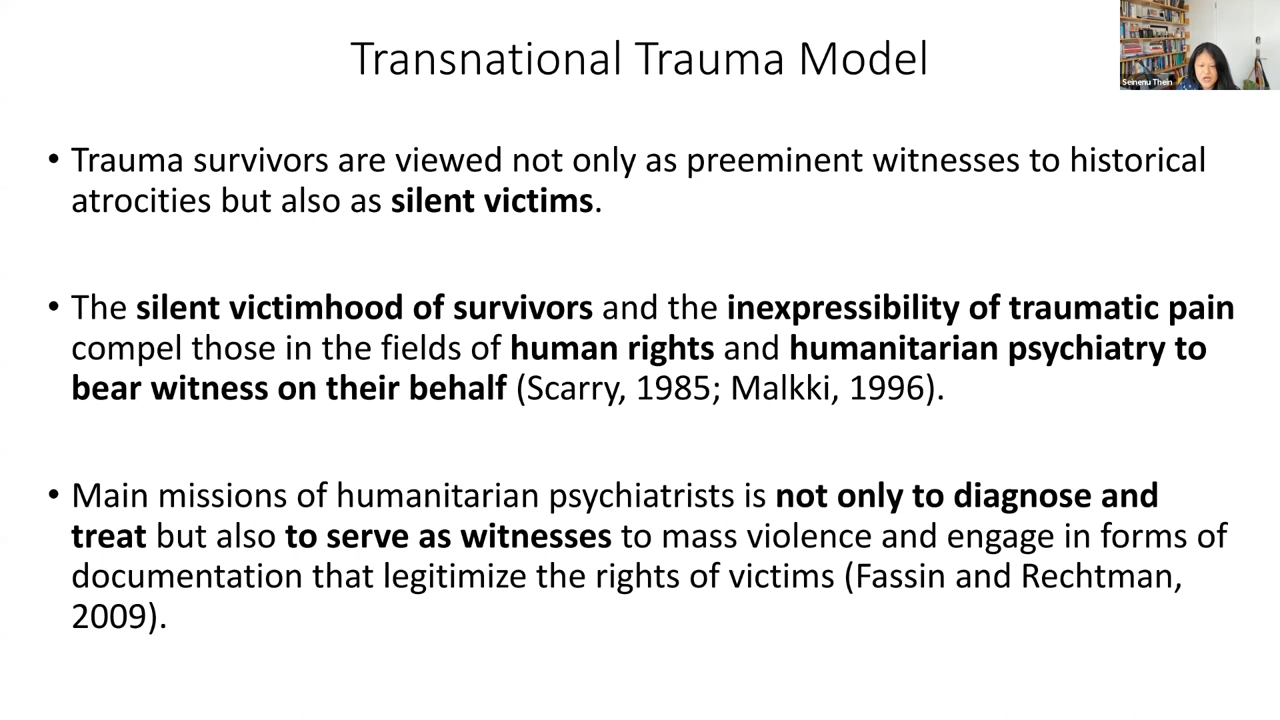 Transnational Trauma Model
Seinenu Thein
• Trauma survivors are viewed not only as preeminent witnesses to historical
atrocities but also as silent victims.
• The silent victimhood of survivors and the inexpressibility of traumatic pain
compel those in the fields of human rights and humanitarian psychiatry to
bear witness on their behalf (Scarry, 1985; Malkki, 1996).
• Main missions of humanitarian psychiatrists is not only to diagnose and
treat but also to serve as witnesses to mass violence and engage in forms of
documentation that legitimize the rights of victims (Fassin and Rechtman,
2009).